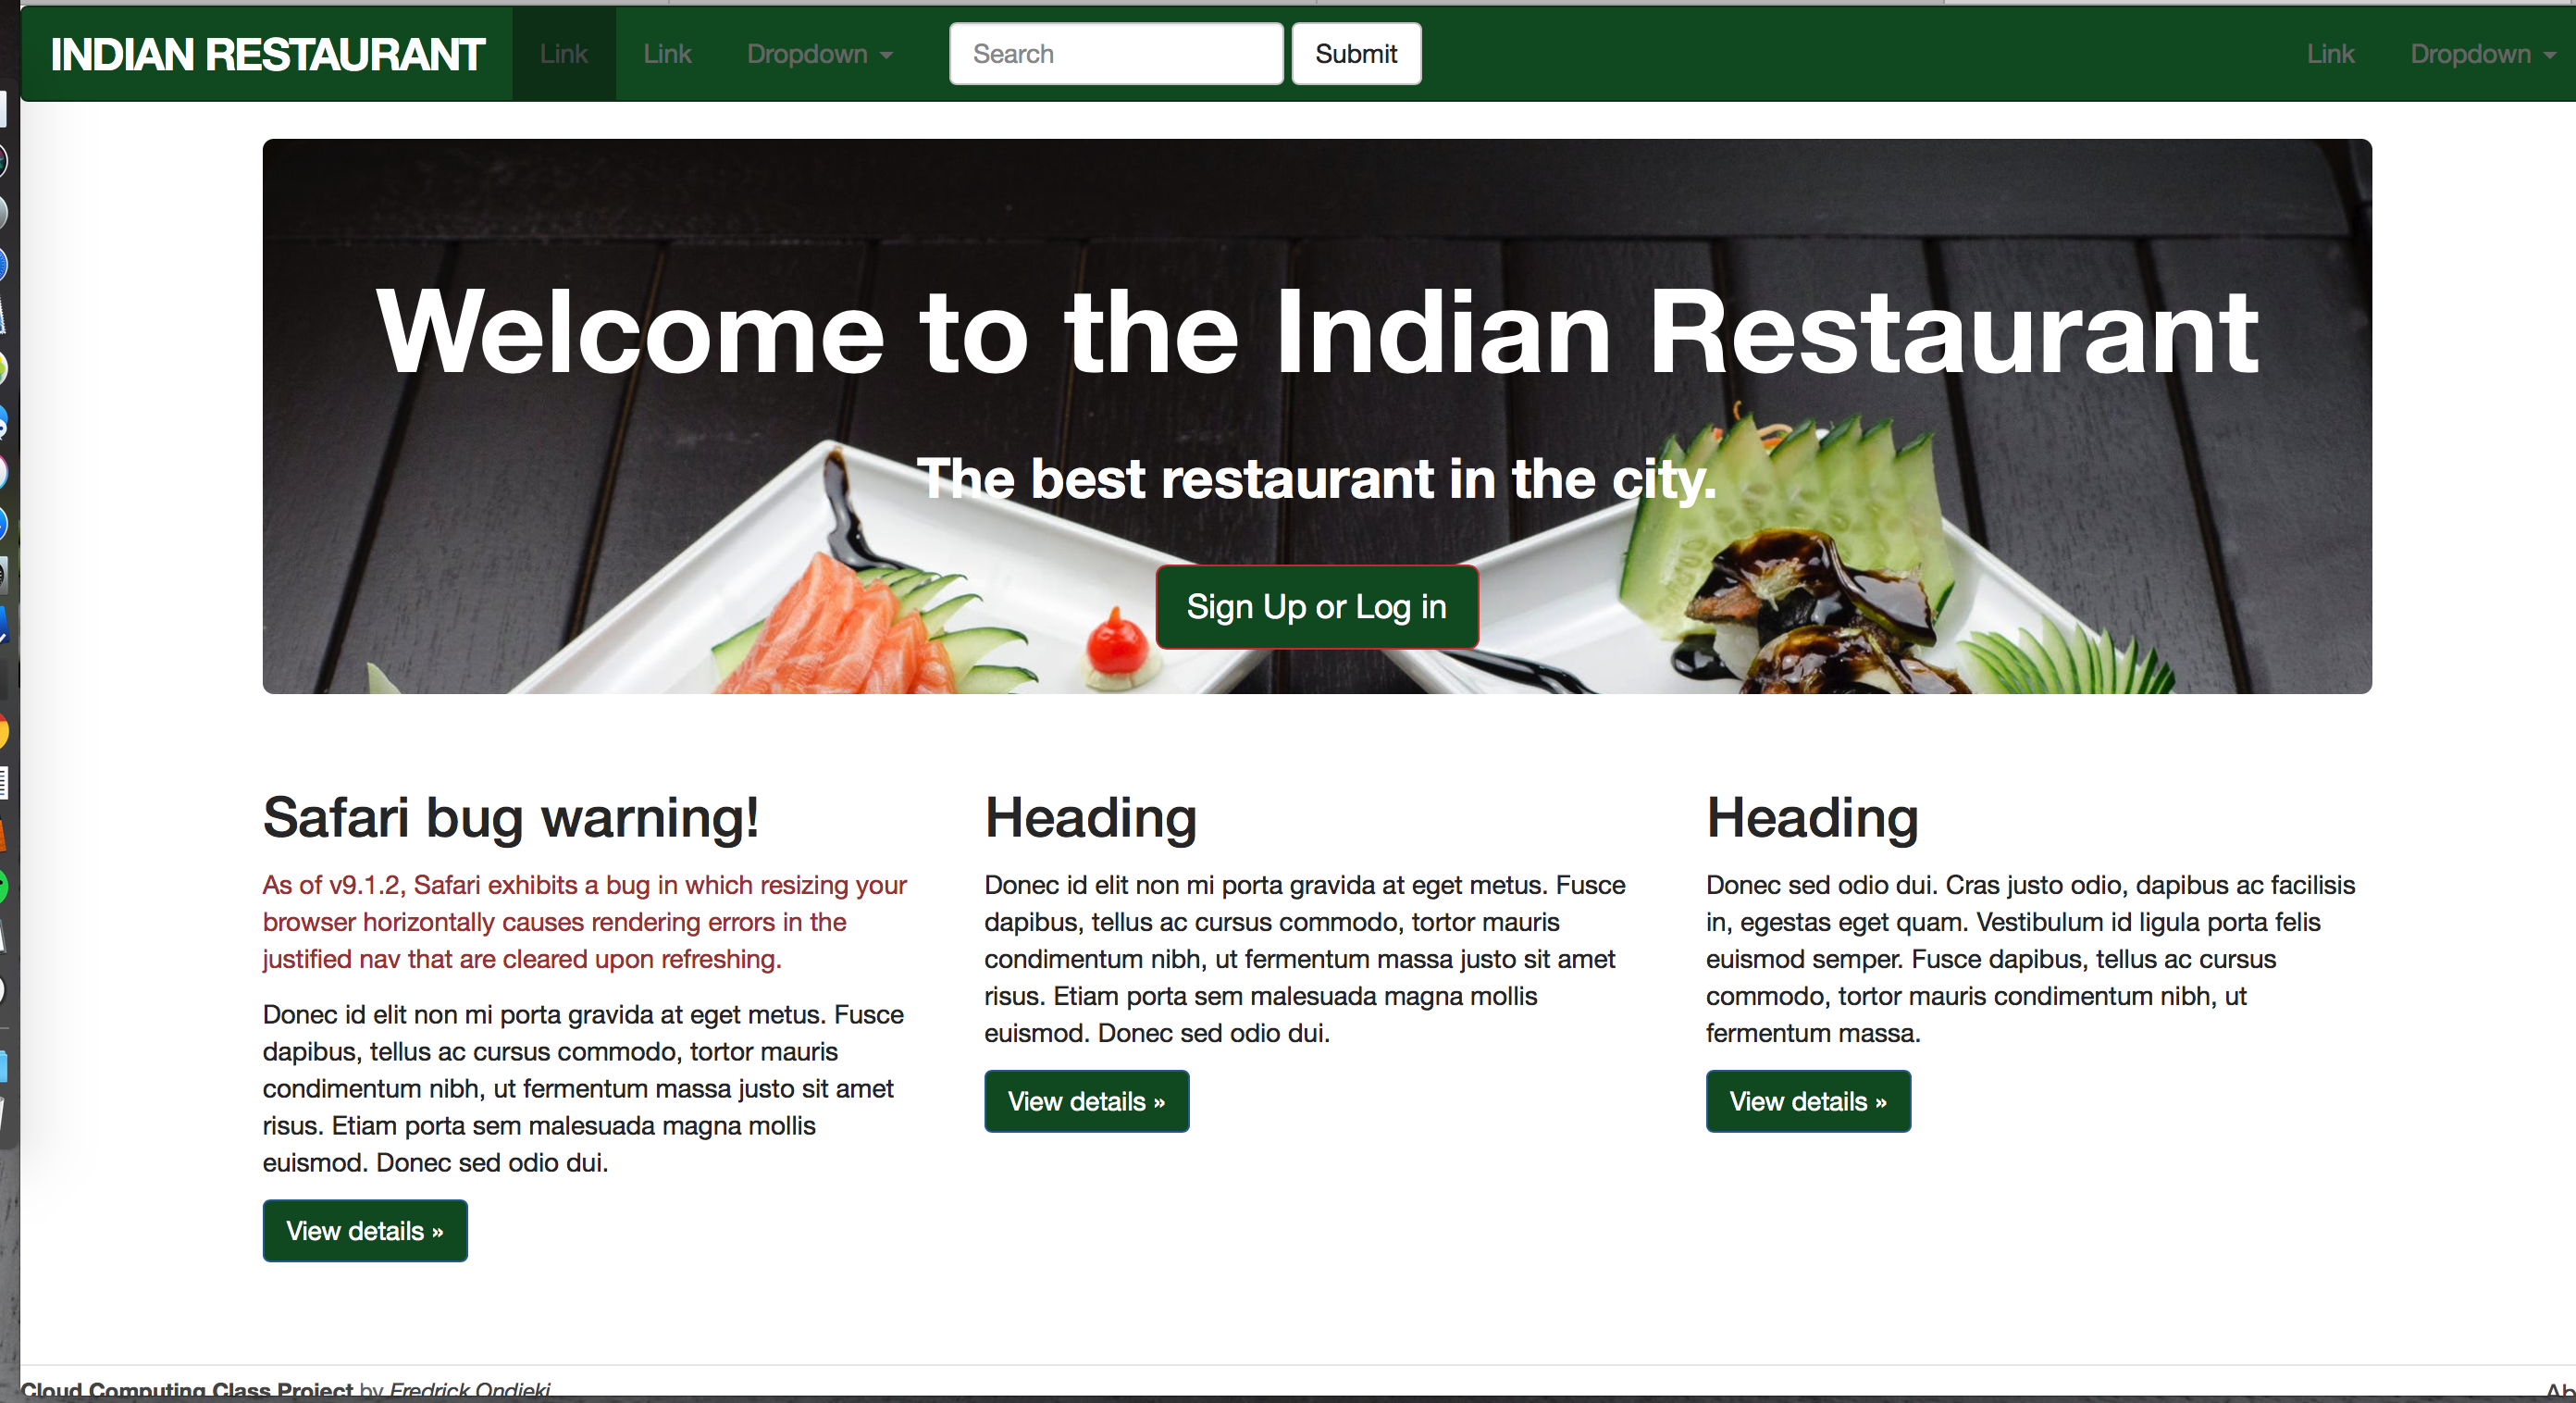 INDIAN RESTAURANT Link Link Dropdown Search Submit Link Dropdown
Welcome to the Indian Restaurant
The best restaurant in the city.
Sign Up or Log in
Safari bug warning!
As of v9.1.2, Safari exhibits a bug in which resizing your
browser horizontally causes rendering errors in the
justified nav that are cleared upon refreshing.
Donec id elit non mi porta gravida at eget metus. Fusce
dapibus, tellus ac cursus commodo, tortor mauris
condimentum nibh, ut fermentum massa justo sit amet
risus. Etiam porta sem malesuada magna mollis
euismod. Donec sed odio dui.
View details »
Heading
Donec id elit non mi porta gravida at eget metus. Fusce
dapibus, tellus ac cursus commodo, tortor mauris
condimentum nibh, ut fermentum massa justo sit amet
risus. Etiam porta sem malesuada magna mollis
euismod. Donec sed odio dui.
View details »
Heading
Donec sed odio dui. Cras justo odio, dapibus ac facilisis
in, egestas eget quam. Vestibulum id ligula porta felis
euismod semper. Fusce dapibus, tellus ac cursus
commodo, tortor mauris condimentum nibh, ut
fermentum massa.
View details »
Cloud Computing Class Project by Fredrick Ondieki